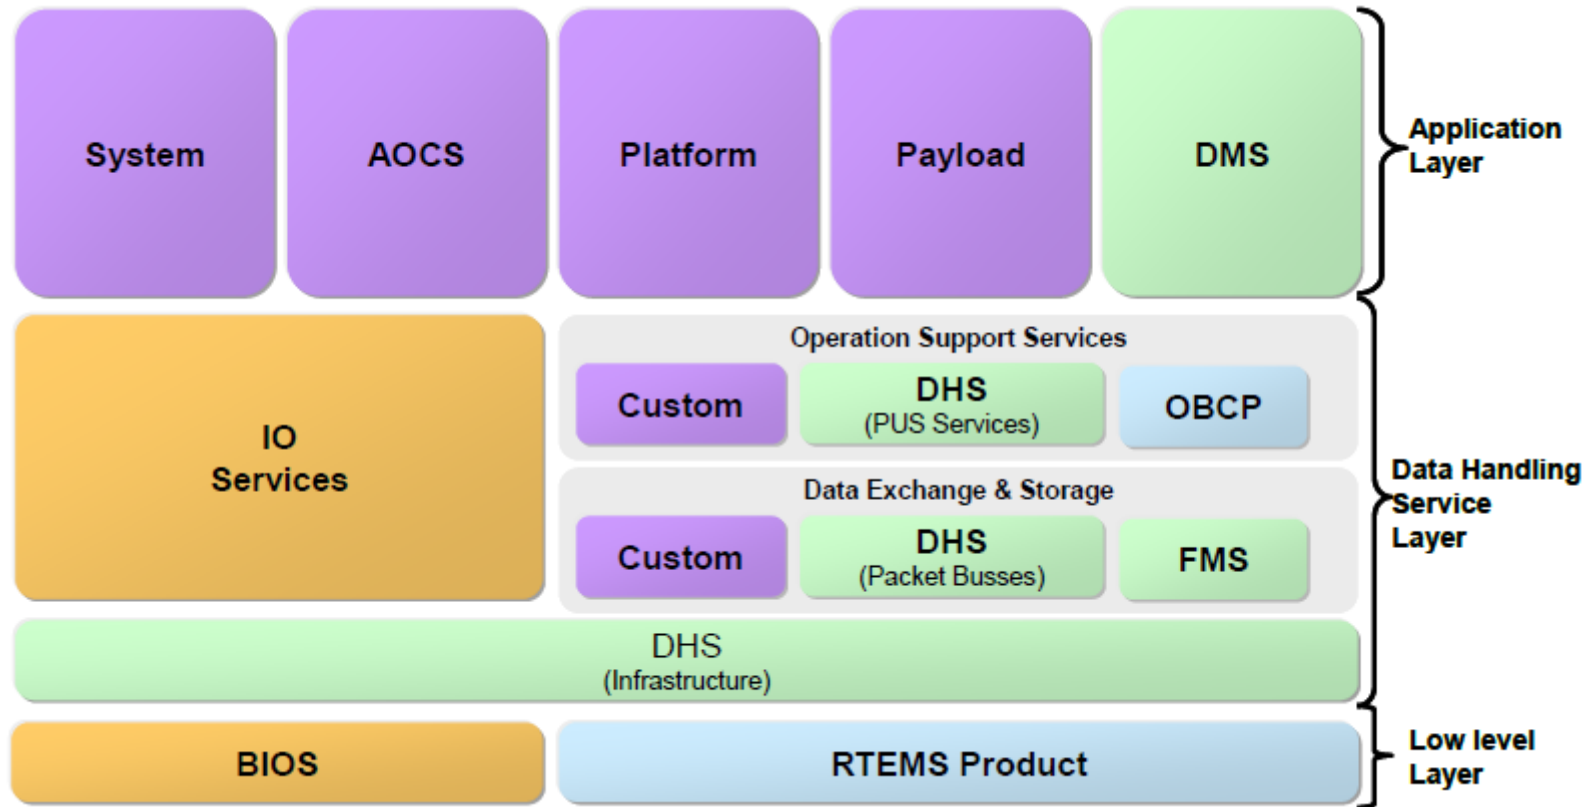 System
AOCS
Platform
Payload
DMS
Application
Layer
IO
Services
Operation Support Services
Custom
DHS
(PUS Services)
OBCP
Data Exchange & Storage
Custom
DHS
(Packet Busses)
FMS
Data Handling
Service
Layer
DHS
(Infrastructure)
BIOS
RTEMS Product
Low level
Layer